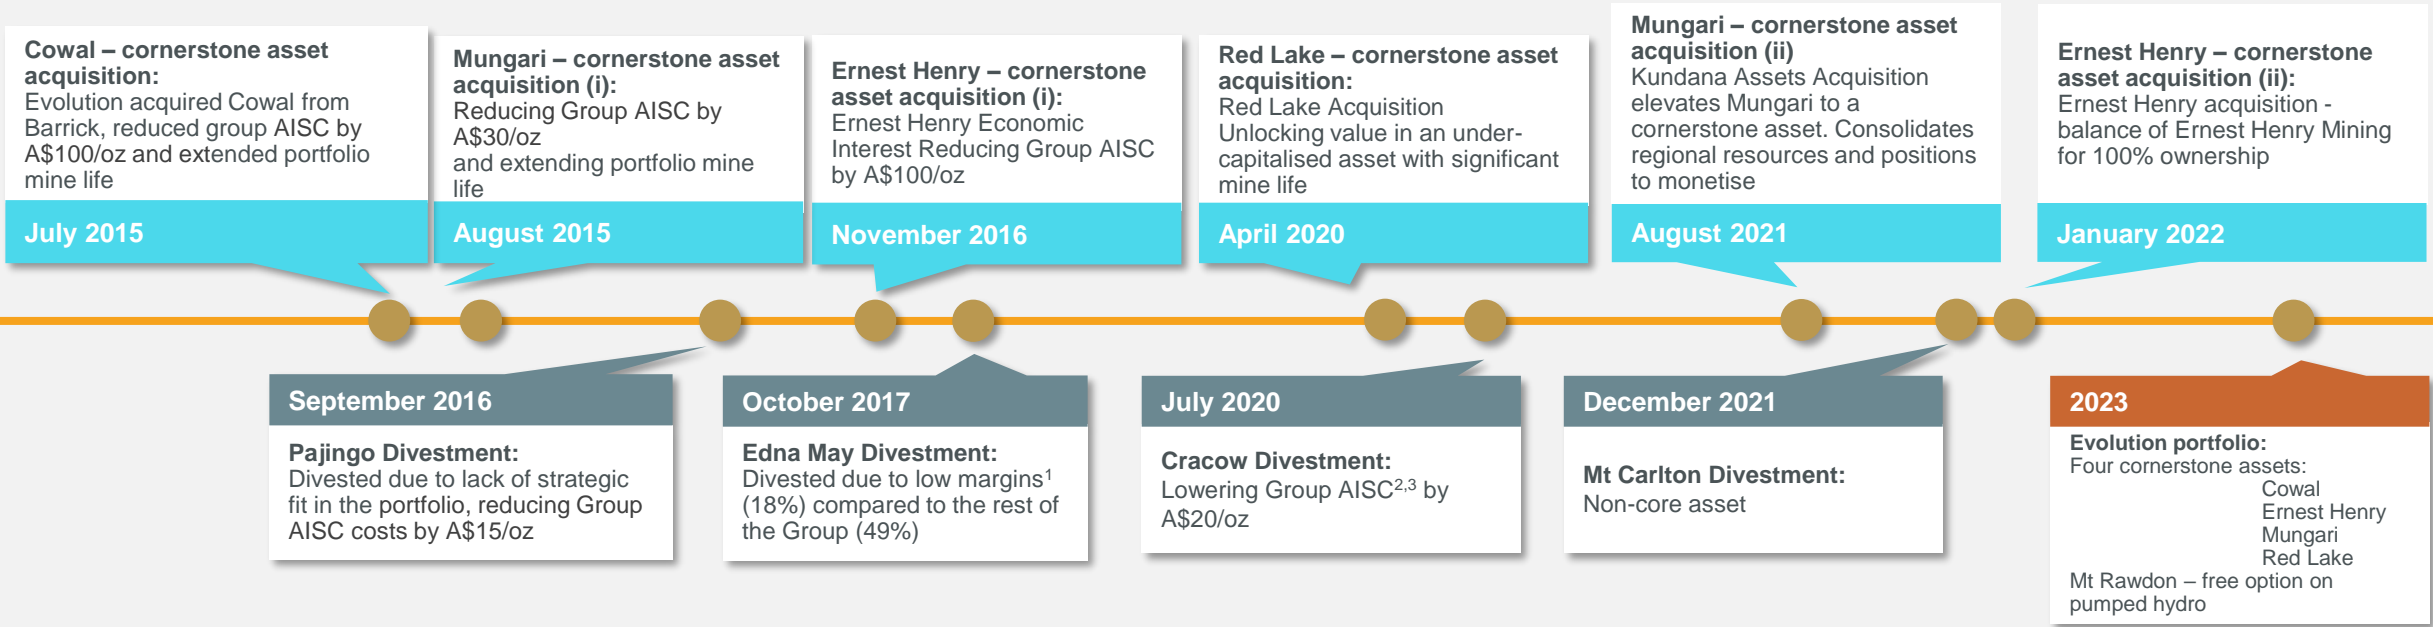 Cowal – cornerstone asset
acquisition:
Evolution acquired Cowal from
Barrick, reduced group AISC by
A$100/oz and extended portfolio
mine life
July 2015
Mungari – cornerstone asset
acquisition (i):
Reducing Group AISC by
A$30/oz
and extending portfolio mine
life
August 2015
Ernest Henry – cornerstone
asset acquisition (i):
Ernest Henry Economic
Interest Reducing Group AISC
by A$100/oz
November 2016
Red Lake – cornerstone asset
acquisition:
Red Lake Acquisition
Unlocking value in an under-
capitalised asset with significant
mine life
April 2020
Mungari – cornerstone asset
acquisition (ii)
Kundana Assets Acquisition
elevates Mungari to a
cornerstone asset. Consolidates
regional resources and positions
to monetise
August 2021
Ernest Henry – cornerstone
asset acquisition (ii):
Ernest Henry acquisition -
balance of Ernest Henry Mining
for 100% ownership
January 2022
September 2016
Pajingo Divestment:
Divested due to lack of strategic
fit in the portfolio, reducing Group
AISC costs by A$15/oz
October 2017
Edna May Divestment:
Divested due to low margins¹
(18%) compared to the rest of
the Group (49%)
July 2020
Cracow Divestment:
Lowering Group AISC²,³ by
A$20/oz
December 2021
Mt Carlton Divestment:
Non-core asset
2023
Evolution portfolio:
Four cornerstone assets:
Cowal
Ernest Henry
Mungari
Red Lake
Mt Rawdon – free option on
pumped hydro